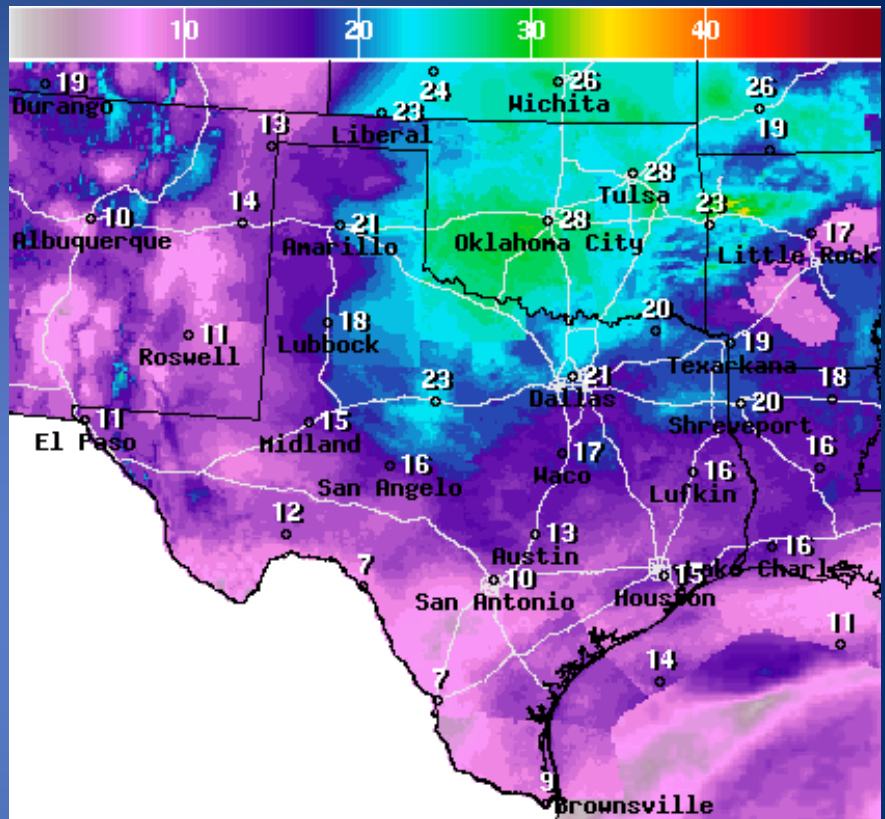 10 20 30 40
19 Durango
24
26 Wichita
26
23 Liberal
13
19
28 Tulsa
10 Albuquerque
14
21 Amarillo
28 Oklahoma City
23
17 Little Rock
11 Roswell
18 Lubbock
20
19 Texarkana
23
21 Dallas
20 Shreveport
18
11 El Paso
15 Midland
16 San Angelo
17 Waco
16 Lufkin
16
12
13 Austin
16 Lake Charles
7
10 San Antonio
15 Houston
11
14
7
9 Brownsville